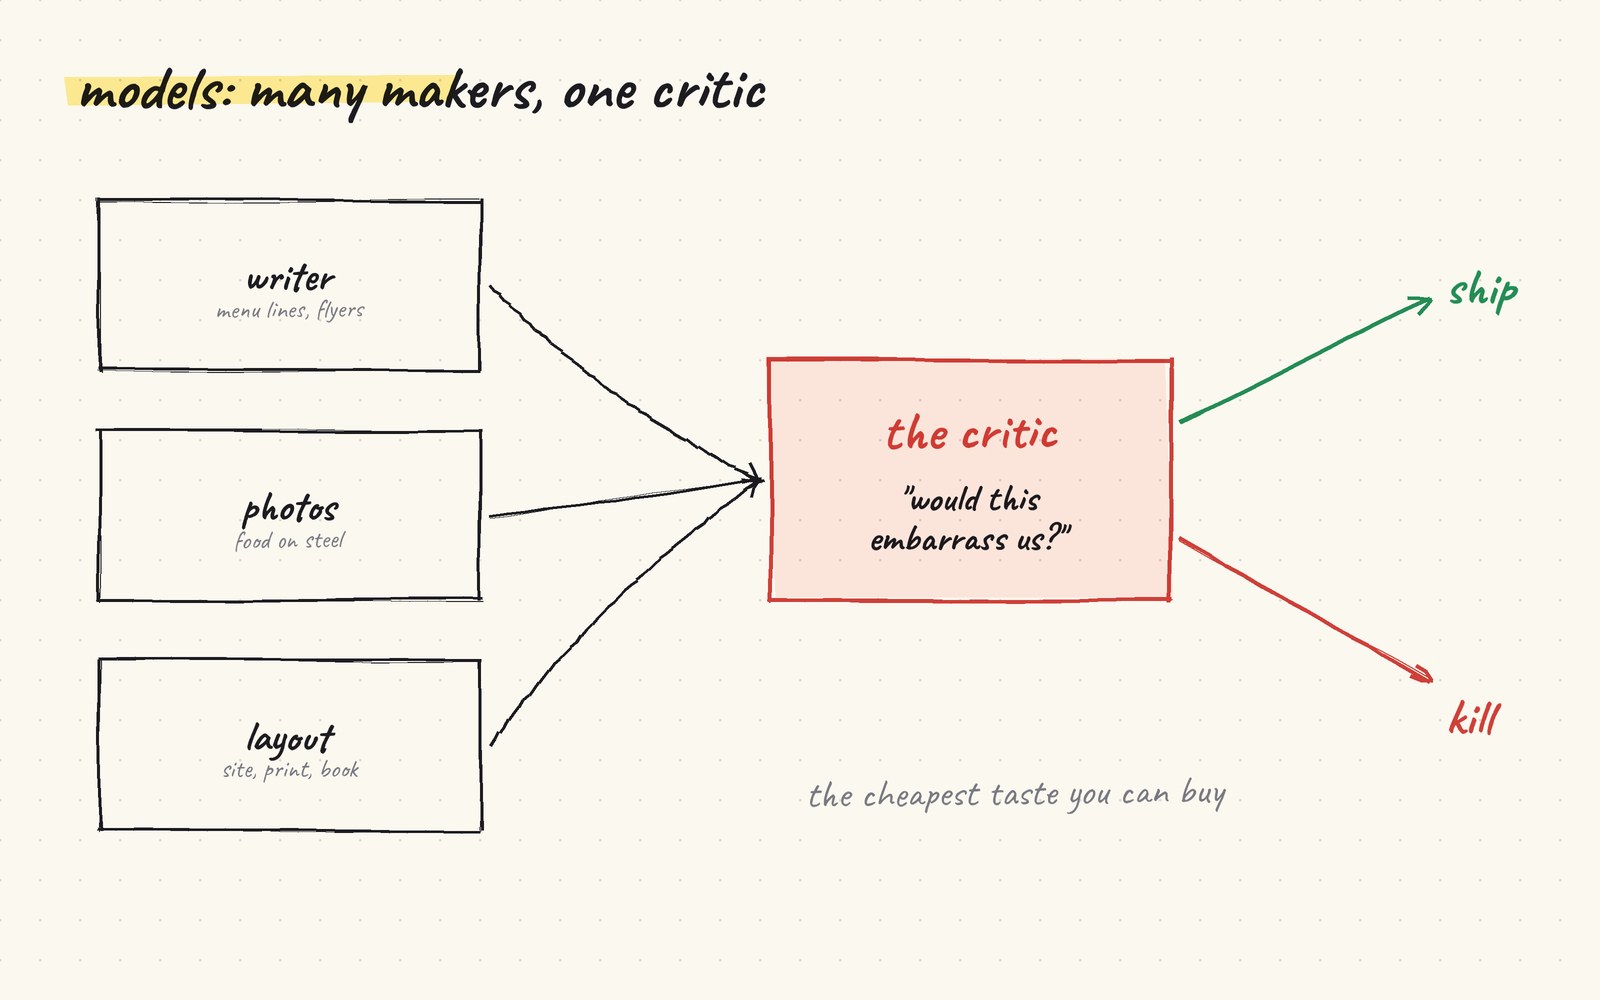 models: many makers, one critic
writer
menu lines, flyers
photos
food on steel
layout
site, print, book
the critic
"would this
embarrass us?"
ship
kill
the cheapest taste you can buy